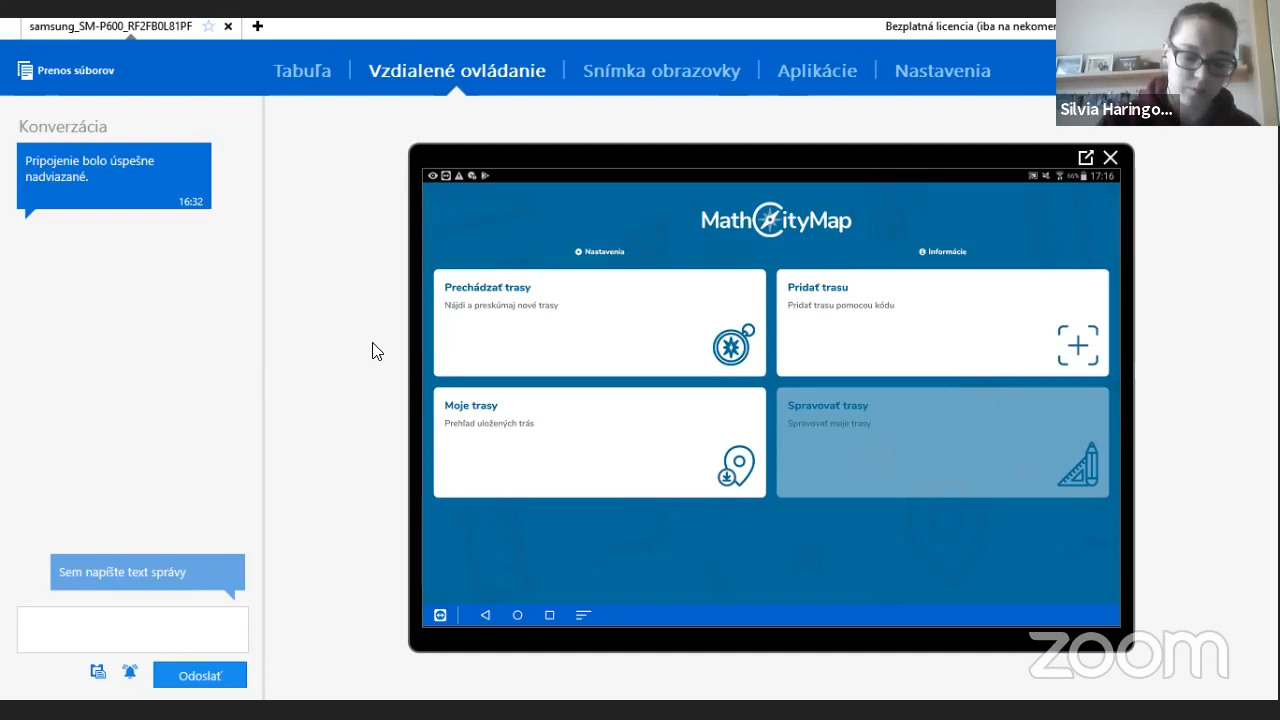 samsung_SM-P600_RF2FB0L81PF
Bezplatná licencia (iba na nekomer
Prenos súborov
Tabuľa
Vzdialené ovládanie
Snímka obrazovky
Aplikácie
Nastavenia
Silvia Haringo...
Konverzácia
Pripojenie bolo úspešne
nadviazané.
16:32
66%
17:16
MathCityMap
Nastavenia
Informácie
Prechádzať trasy
Nájdi a preskúmaj nové trasy
Pridať trasu
Pridať trasu pomocou kódu
Moje trasy
Prehľad uložených trás
Spravovať trasy
Spravovať moje trasy
Sem napíšte text správy
Odoslať
zoom